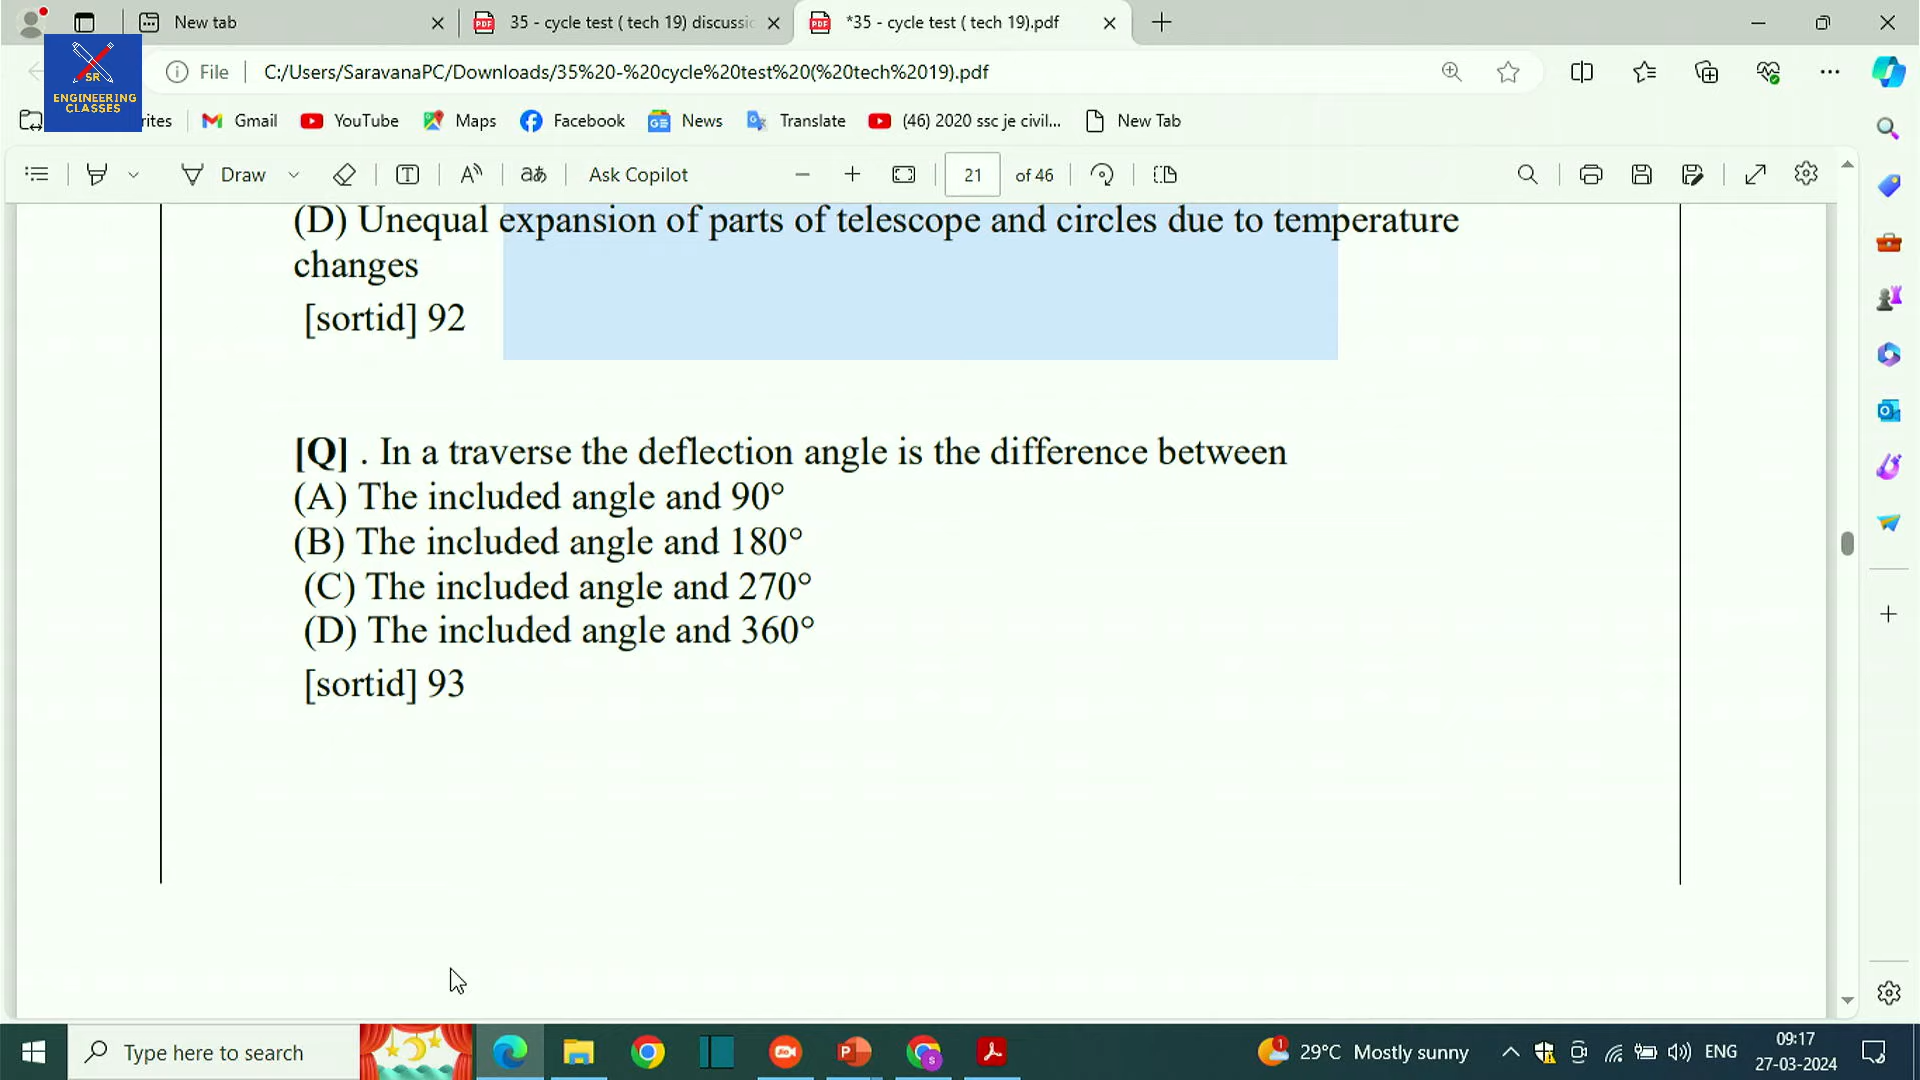 New tab
35 - cycle test ( tech 19) discussi
*35 - cycle test ( tech 19).pdf
File
C:/Users/SaravanaPC/Downloads/35%20-%20cycle%20test%20(%20tech%2019).pdf
SR
ENGINEERING
CLASSES
rites
Gmail
YouTube
Maps
Facebook
News
Translate
(46) 2020 ssc je civil...
New Tab
Draw
Ask Copilot
21
of 46
(D) Unequal expansion of parts of telescope and circles due to temperature
changes
[sortid] 92
[Q] . In a traverse the deflection angle is the difference between
(A) The included angle and 90°
(B) The included angle and 180°
(C) The included angle and 270°
(D) The included angle and 360°
[sortid] 93
Type here to search
29°C Mostly sunny
ENG
09:17
27-03-2024